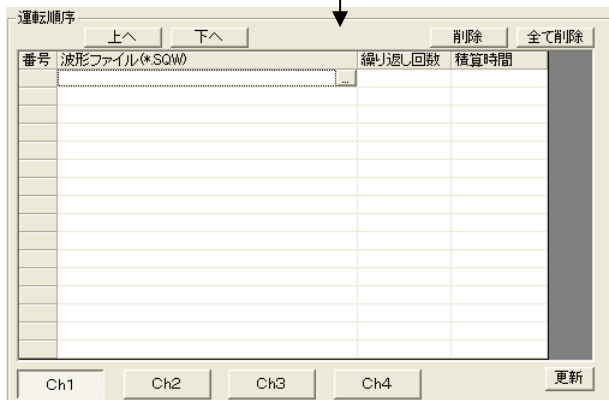 運転順序
上へ 下へ 削除 全て削除
番号 波形ファイル(*.SQW) 繰り返し回数 積算時間
...
Ch1 Ch2 Ch3 Ch4 更新